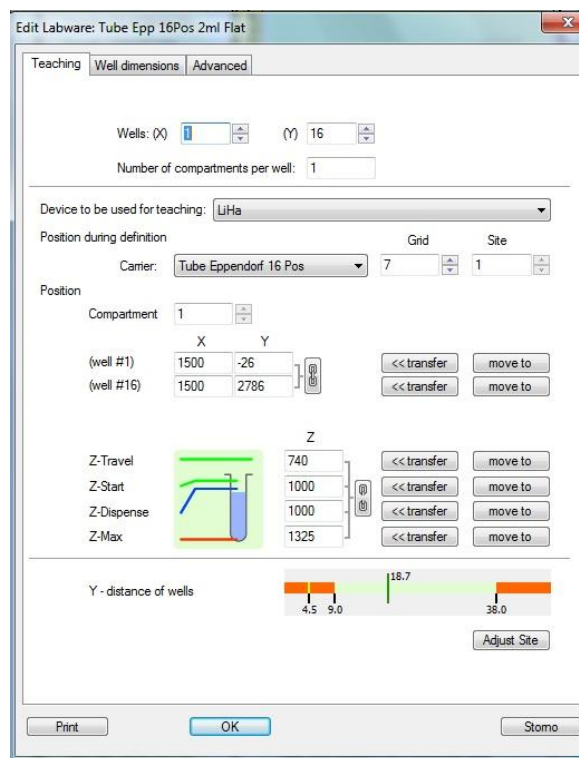 Edit Labware: Tube Epp 16Pos 2ml Flat
Teaching Well dimensions Advanced
Wells: (X) 1 (Y) 16
Number of compartments per well: 1
Device to be used for teaching: LiHa
Position during definition Grid Site
Carrier: Tube Eppendorf 16 Pos 7 1
Position
Compartment 1
X Y
(well #1) 1500 -26 << transfer move to
(well #16) 1500 2786 << transfer move to
Z
Z-Travel 740 << transfer move to
Z-Start 1000 << transfer move to
Z-Dispense 1000 << transfer move to
Z-Max 1325 << transfer move to
18.7
Y - distance of wells
4.5 9.0 38.0
Adjust Site
Print OK Storno